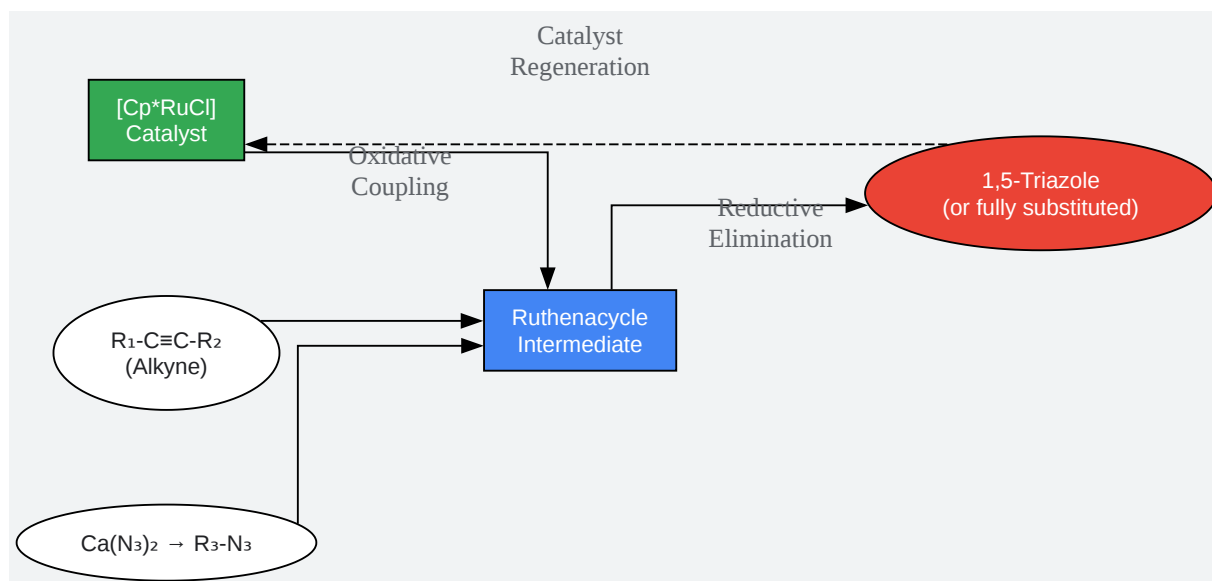 Catalyst
Regeneration
[Cp*RuCl]
Catalyst
Oxidative
Coupling
1,5-Triazole
(or fully substituted)
Reductive
Elimination
Ruthenacycle
Intermediate
R₁-C≡C-R₂
(Alkyne)
Ca(N₃)₂ → R₃-N₃